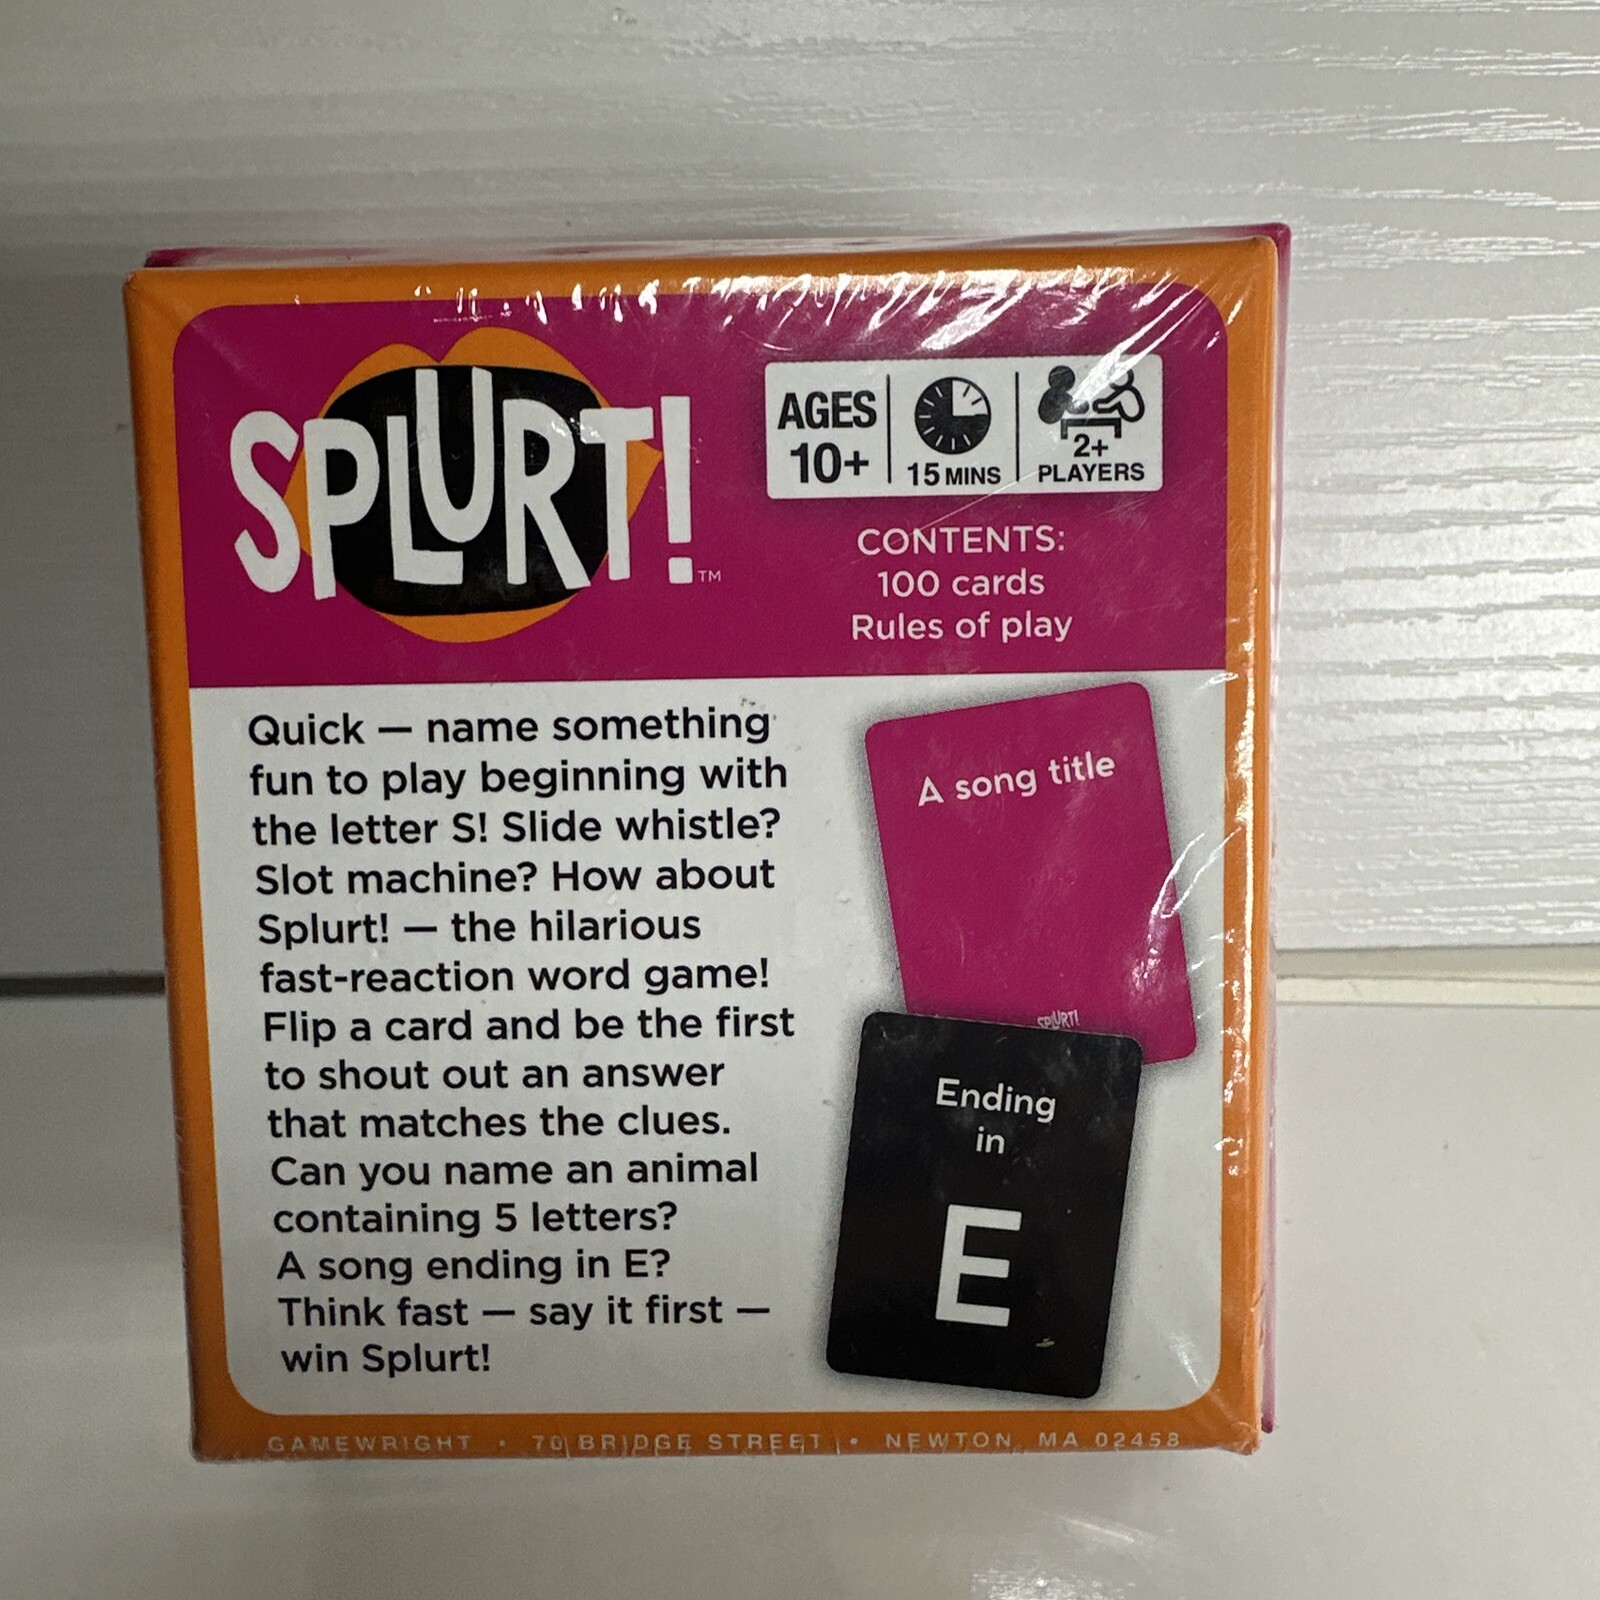 SPLURT!™
AGES
10+
15 MINS
2+
PLAYERS
CONTENTS:
100 cards
Rules of play
Quick — name something
fun to play beginning with
the letter S! Slide whistle?
Slot machine? How about
Splurt! — the hilarious
fast-reaction word game!
Flip a card and be the first
to shout out an answer
that matches the clues.
Can you name an animal
containing 5 letters?
A song ending in E?
Think fast — say it first —
win Splurt!
A song title
SPLURT!
Ending
in
E
GAMEWRIGHT • 70 BRIDGE STREET • NEWTON, MA 02458